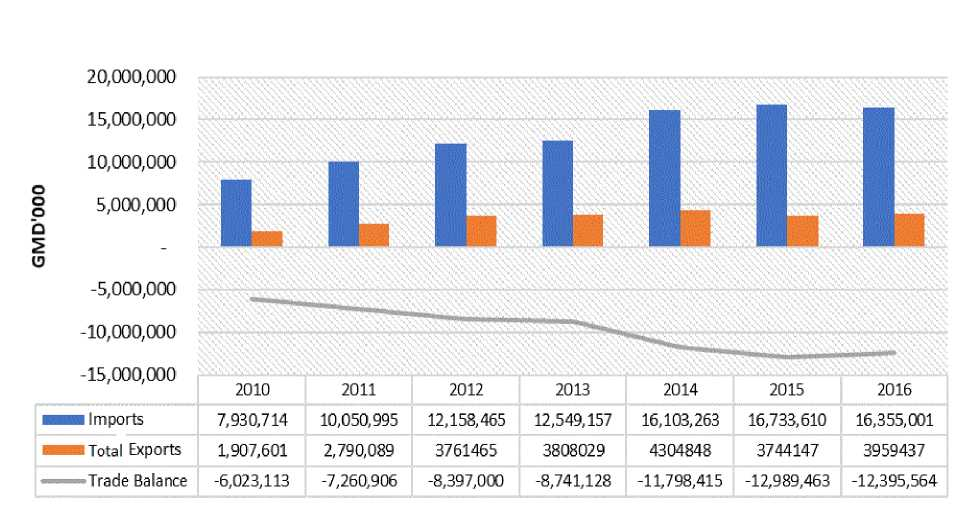 20,000,000
15,000,000
10,000,000
5,000,000
-
-5,000,000
-10,000,000
-15,000,000
GMD'000
2010 2011 2012 2013 2014 2015 2016
Imports 7,930,714 10,050,995 12,158,465 12,549,157 16,103,263 16,733,610 16,355,001
Total Exports 1,907,601 2,790,089 3761465 3808029 4304848 3744147 3959437
Trade Balance -6,023,113 -7,260,906 -8,397,000 -8,741,128 -11,798,415 -12,989,463 -12,395,564